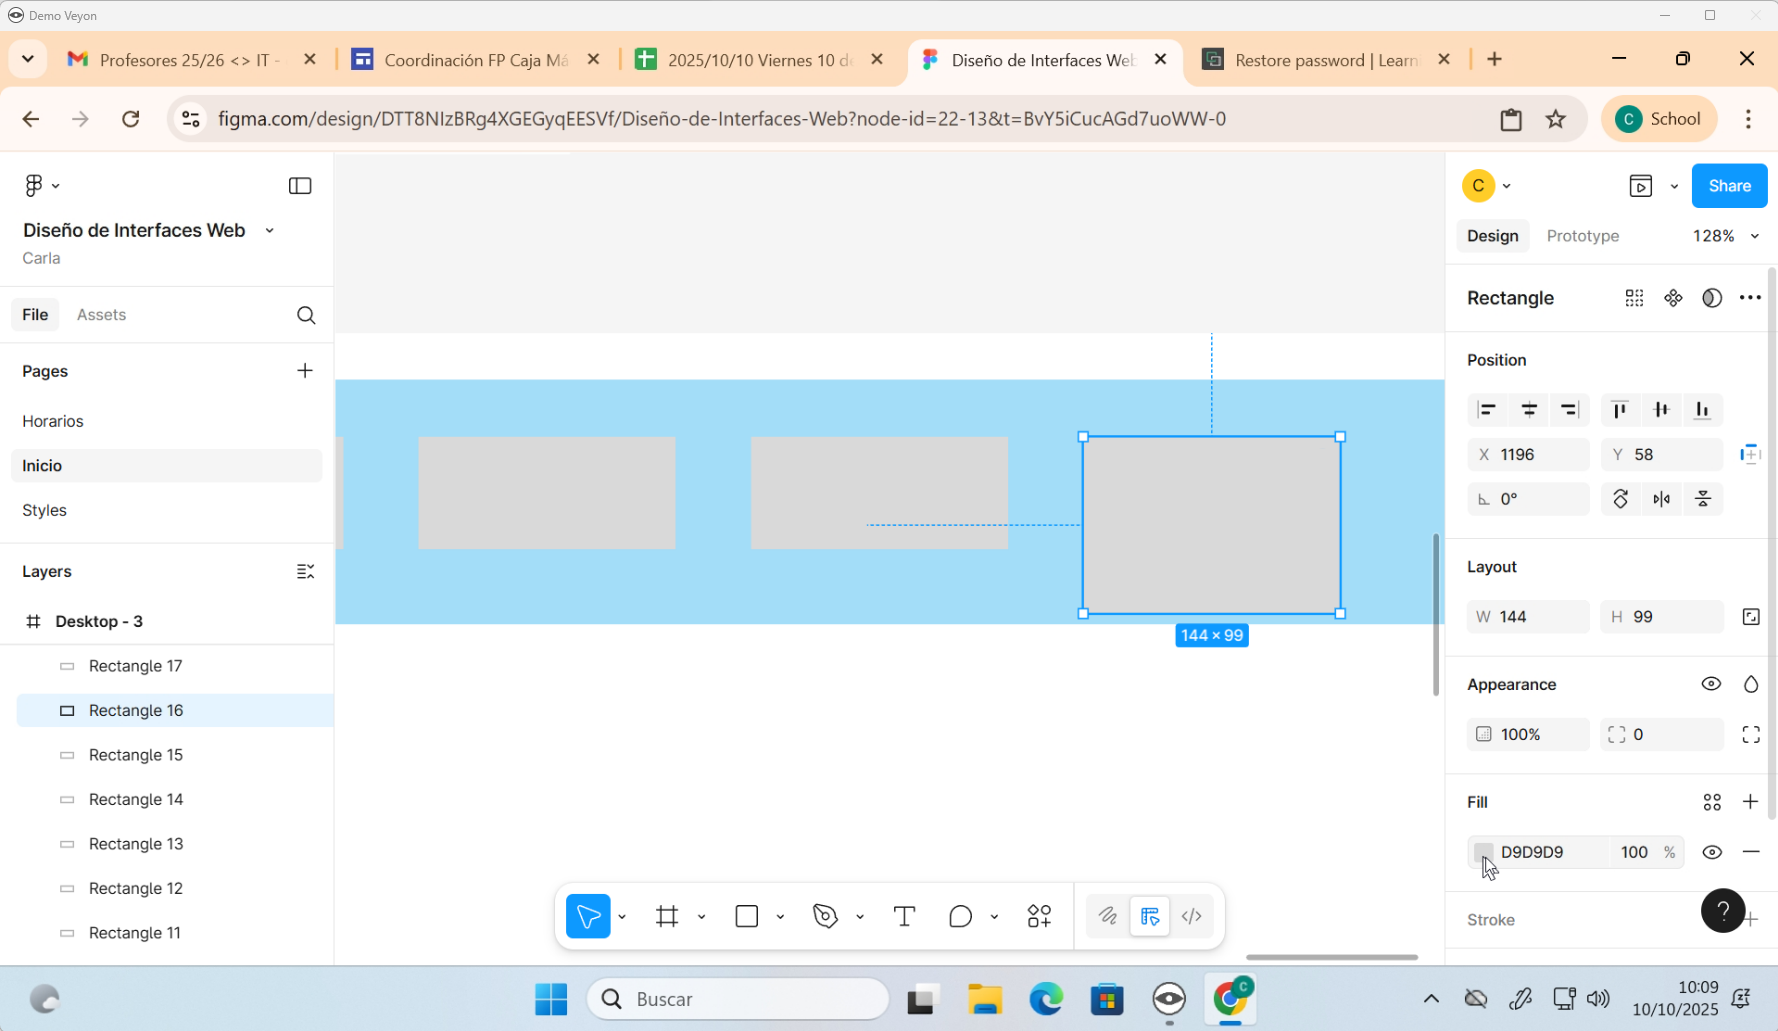 Demo Veyon
Profesores 25/26 <> IT -
Coordinación FP Caja Má
2025/10/10 Viernes 10 d
Diseño de Interfaces Web
Restore password | Learn
figma.com/design/DTT8NIzBRg4XGEGyqEESVf/Diseño-de-Interfaces-Web?node-id=22-13&t=BvY5iCucAGd7uoWW-0
C School
Diseño de Interfaces Web
Carla
File Assets
Pages
Horarios
Inicio
Styles
Layers
Desktop - 3
Rectangle 17
Rectangle 16
Rectangle 15
Rectangle 14
Rectangle 13
Rectangle 12
Rectangle 11
144 × 99
C Share
Design Prototype 128%
Rectangle
Position
X 1196 Y 58
0°
Layout
W 144 H 99
Appearance
100% 0
Fill
D9D9D9 100 %
Stroke
?
Buscar
C
10:09
10/10/2025